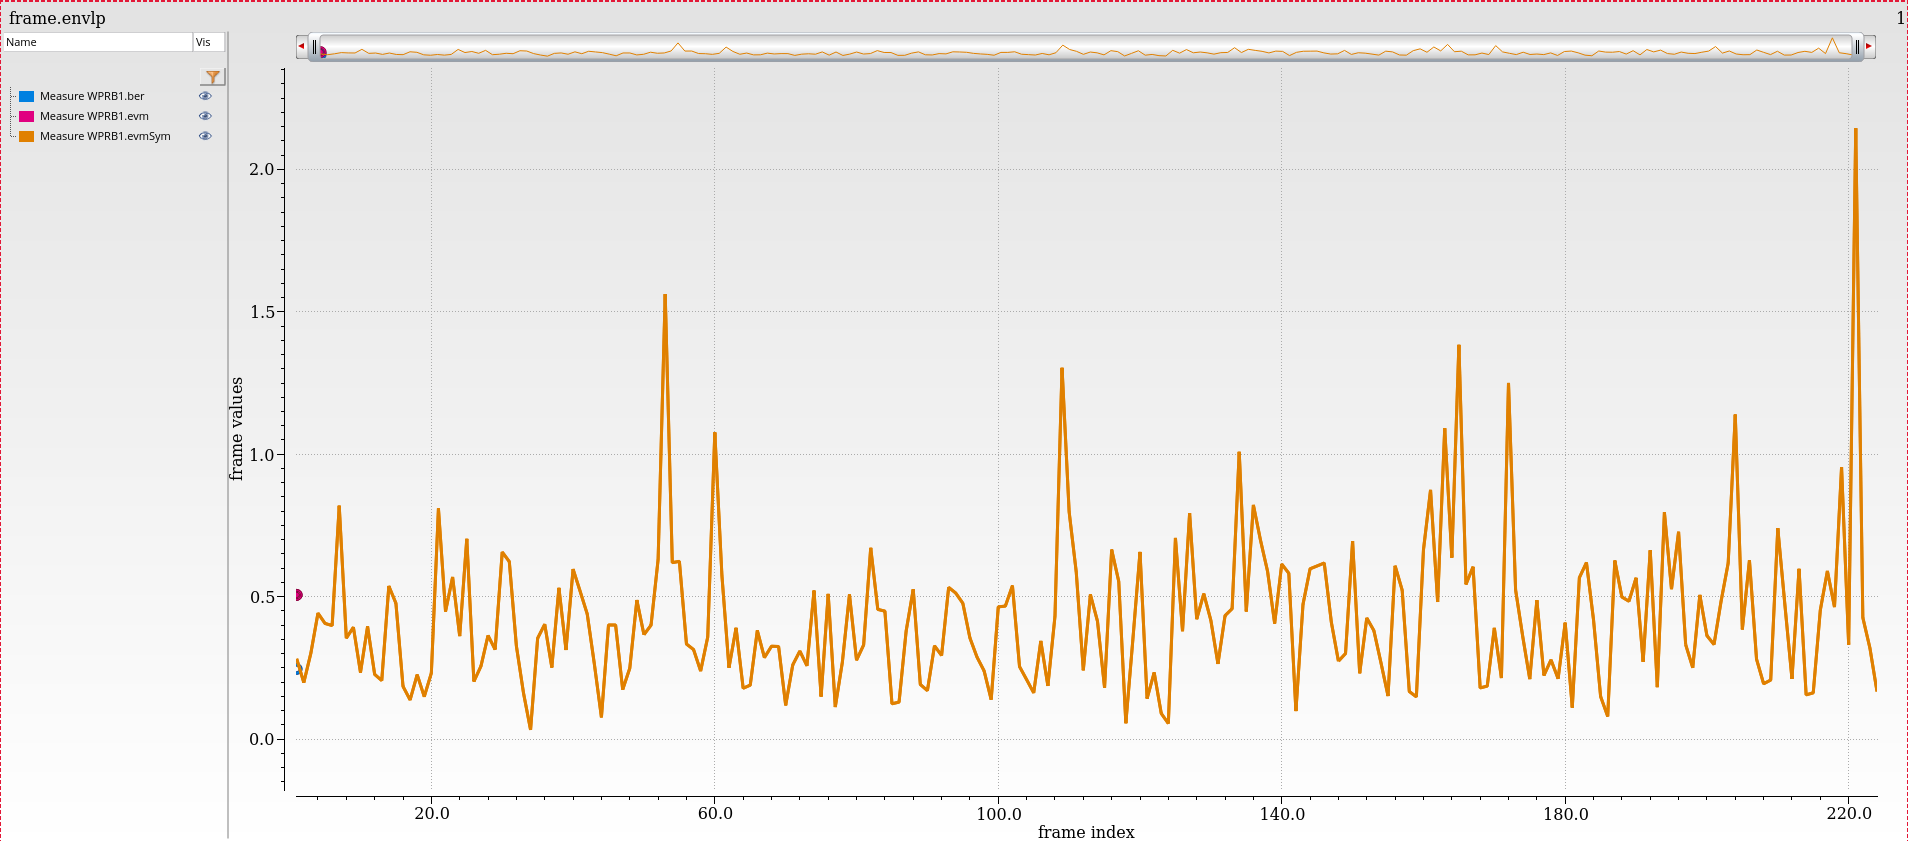 frame.envlp
1
Name Vis
Measure WPRB1.ber
Measure WPRB1.evm
Measure WPRB1.evmSym
frame values
2.0
1.5
1.0
0.5
0.0
20.0 60.0 100.0 140.0 180.0 220.0
frame index